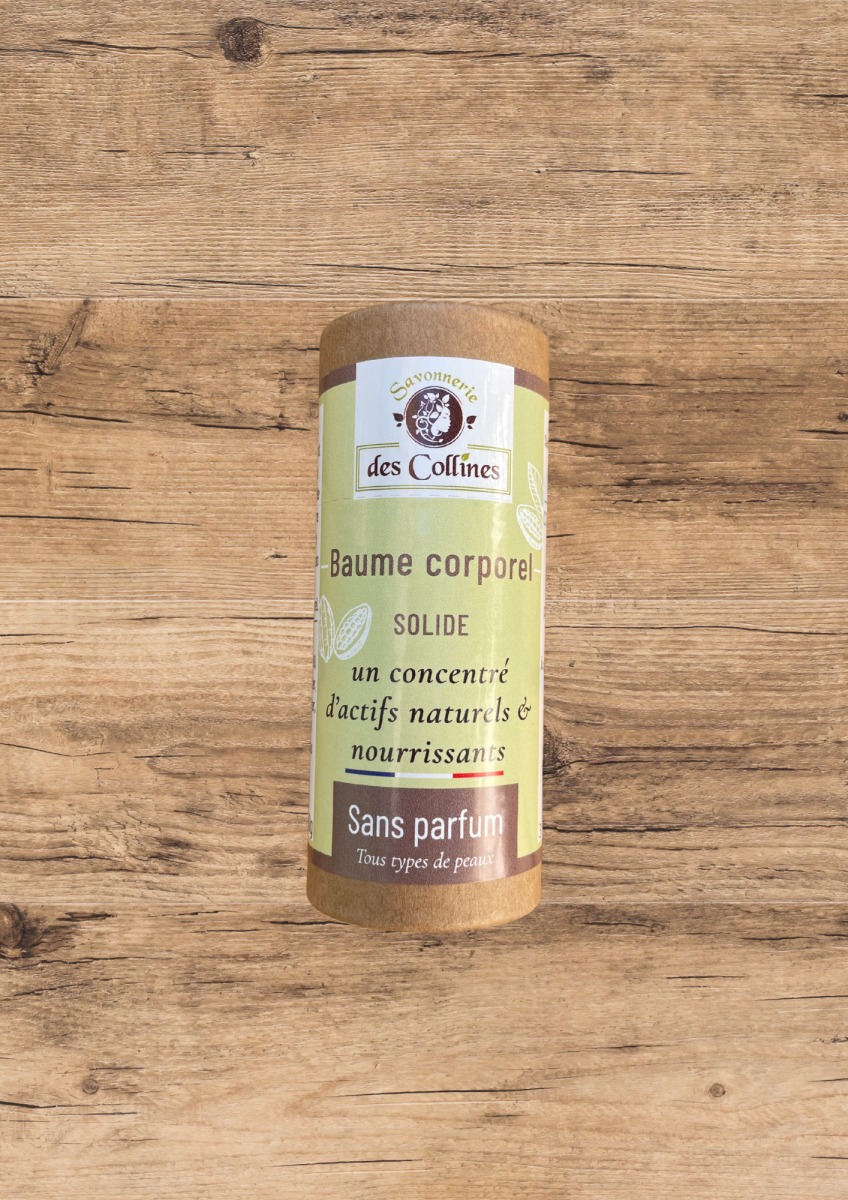 Savonnerie
des Collines
Baume corporel
SOLIDE
un concentré
d'actifs naturels &
nourrissants
Sans parfum
Tous types de peaux